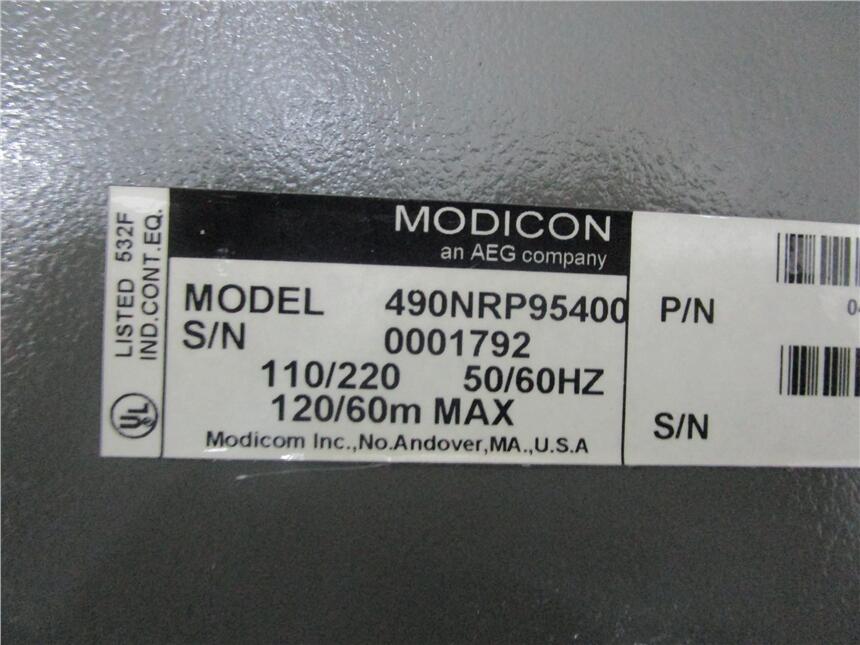 LISTED 532F
IND.CONT.EQ.
UL
MODICON
an AEG company
MODEL 490NRP95400
S/N 0001792
110/220 50/60HZ
120/60m MAX
Modicom Inc.,No.Andover,MA.,U.S.A
P/N
S/N